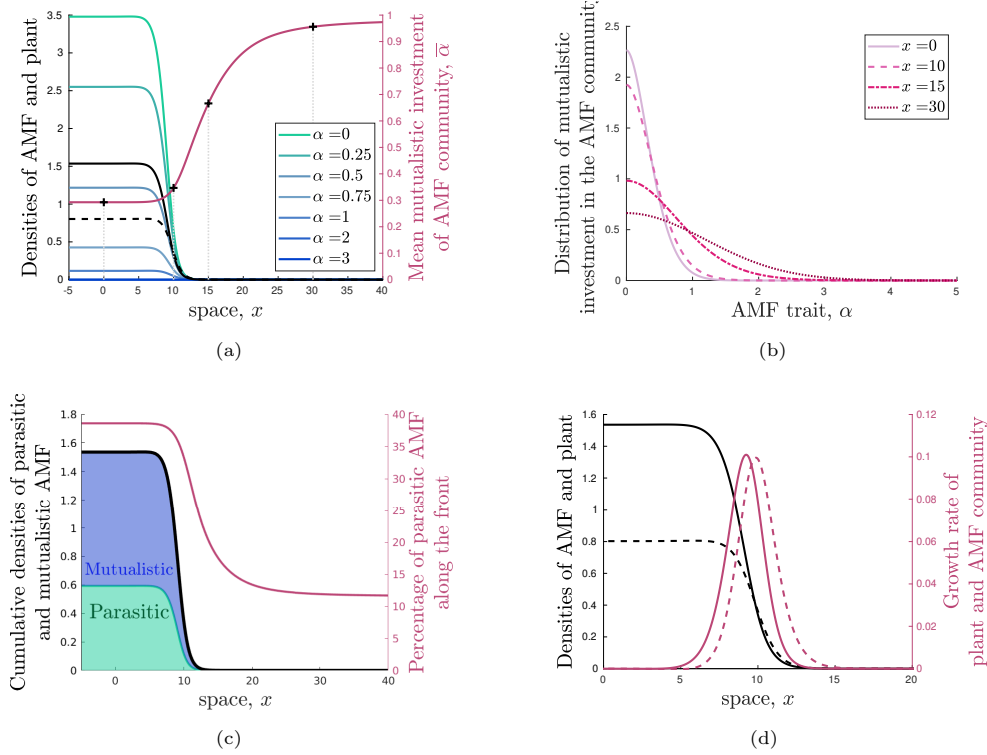 Densities of AMF and plant
3.5
3
2.5
2
1.5
1
0.5
0
-5 0 5 10 15 20 25 30 35 40
space, x
α = 0
α = 0.25
α = 0.5
α = 0.75
α = 1
α = 2
α = 3
1
0.9
0.8
0.7
0.6
0.5
0.4
0.3
0.2
0.1
0
Mean mutualistic investment
of AMF community, α̅
(a)
Distribution of mutualistic
investment in the AMF community
2.5
2
1.5
1
0.5
0
0 1 2 3 4 5
AMF trait, α
x = 0
x = 10
x = 15
x = 30
(b)
Cumulative densities of parasitic
and mutualistic AMF
1.8
1.6
1.4
1.2
1
0.8
0.6
0.4
0.2
0
Mutualistic
Parasitic
0 10 20 30 40
space, x
40
35
30
25
20
15
10
5
0
Percentage of parasitic AMF
along the front
(c)
Densities of AMF and plant
1.6
1.4
1.2
1
0.8
0.6
0.4
0.2
0
0 5 10 15 20
space, x
0.12
0.1
0.08
0.06
0.04
0.02
0
Growth rate of
plant and AMF community
(d)